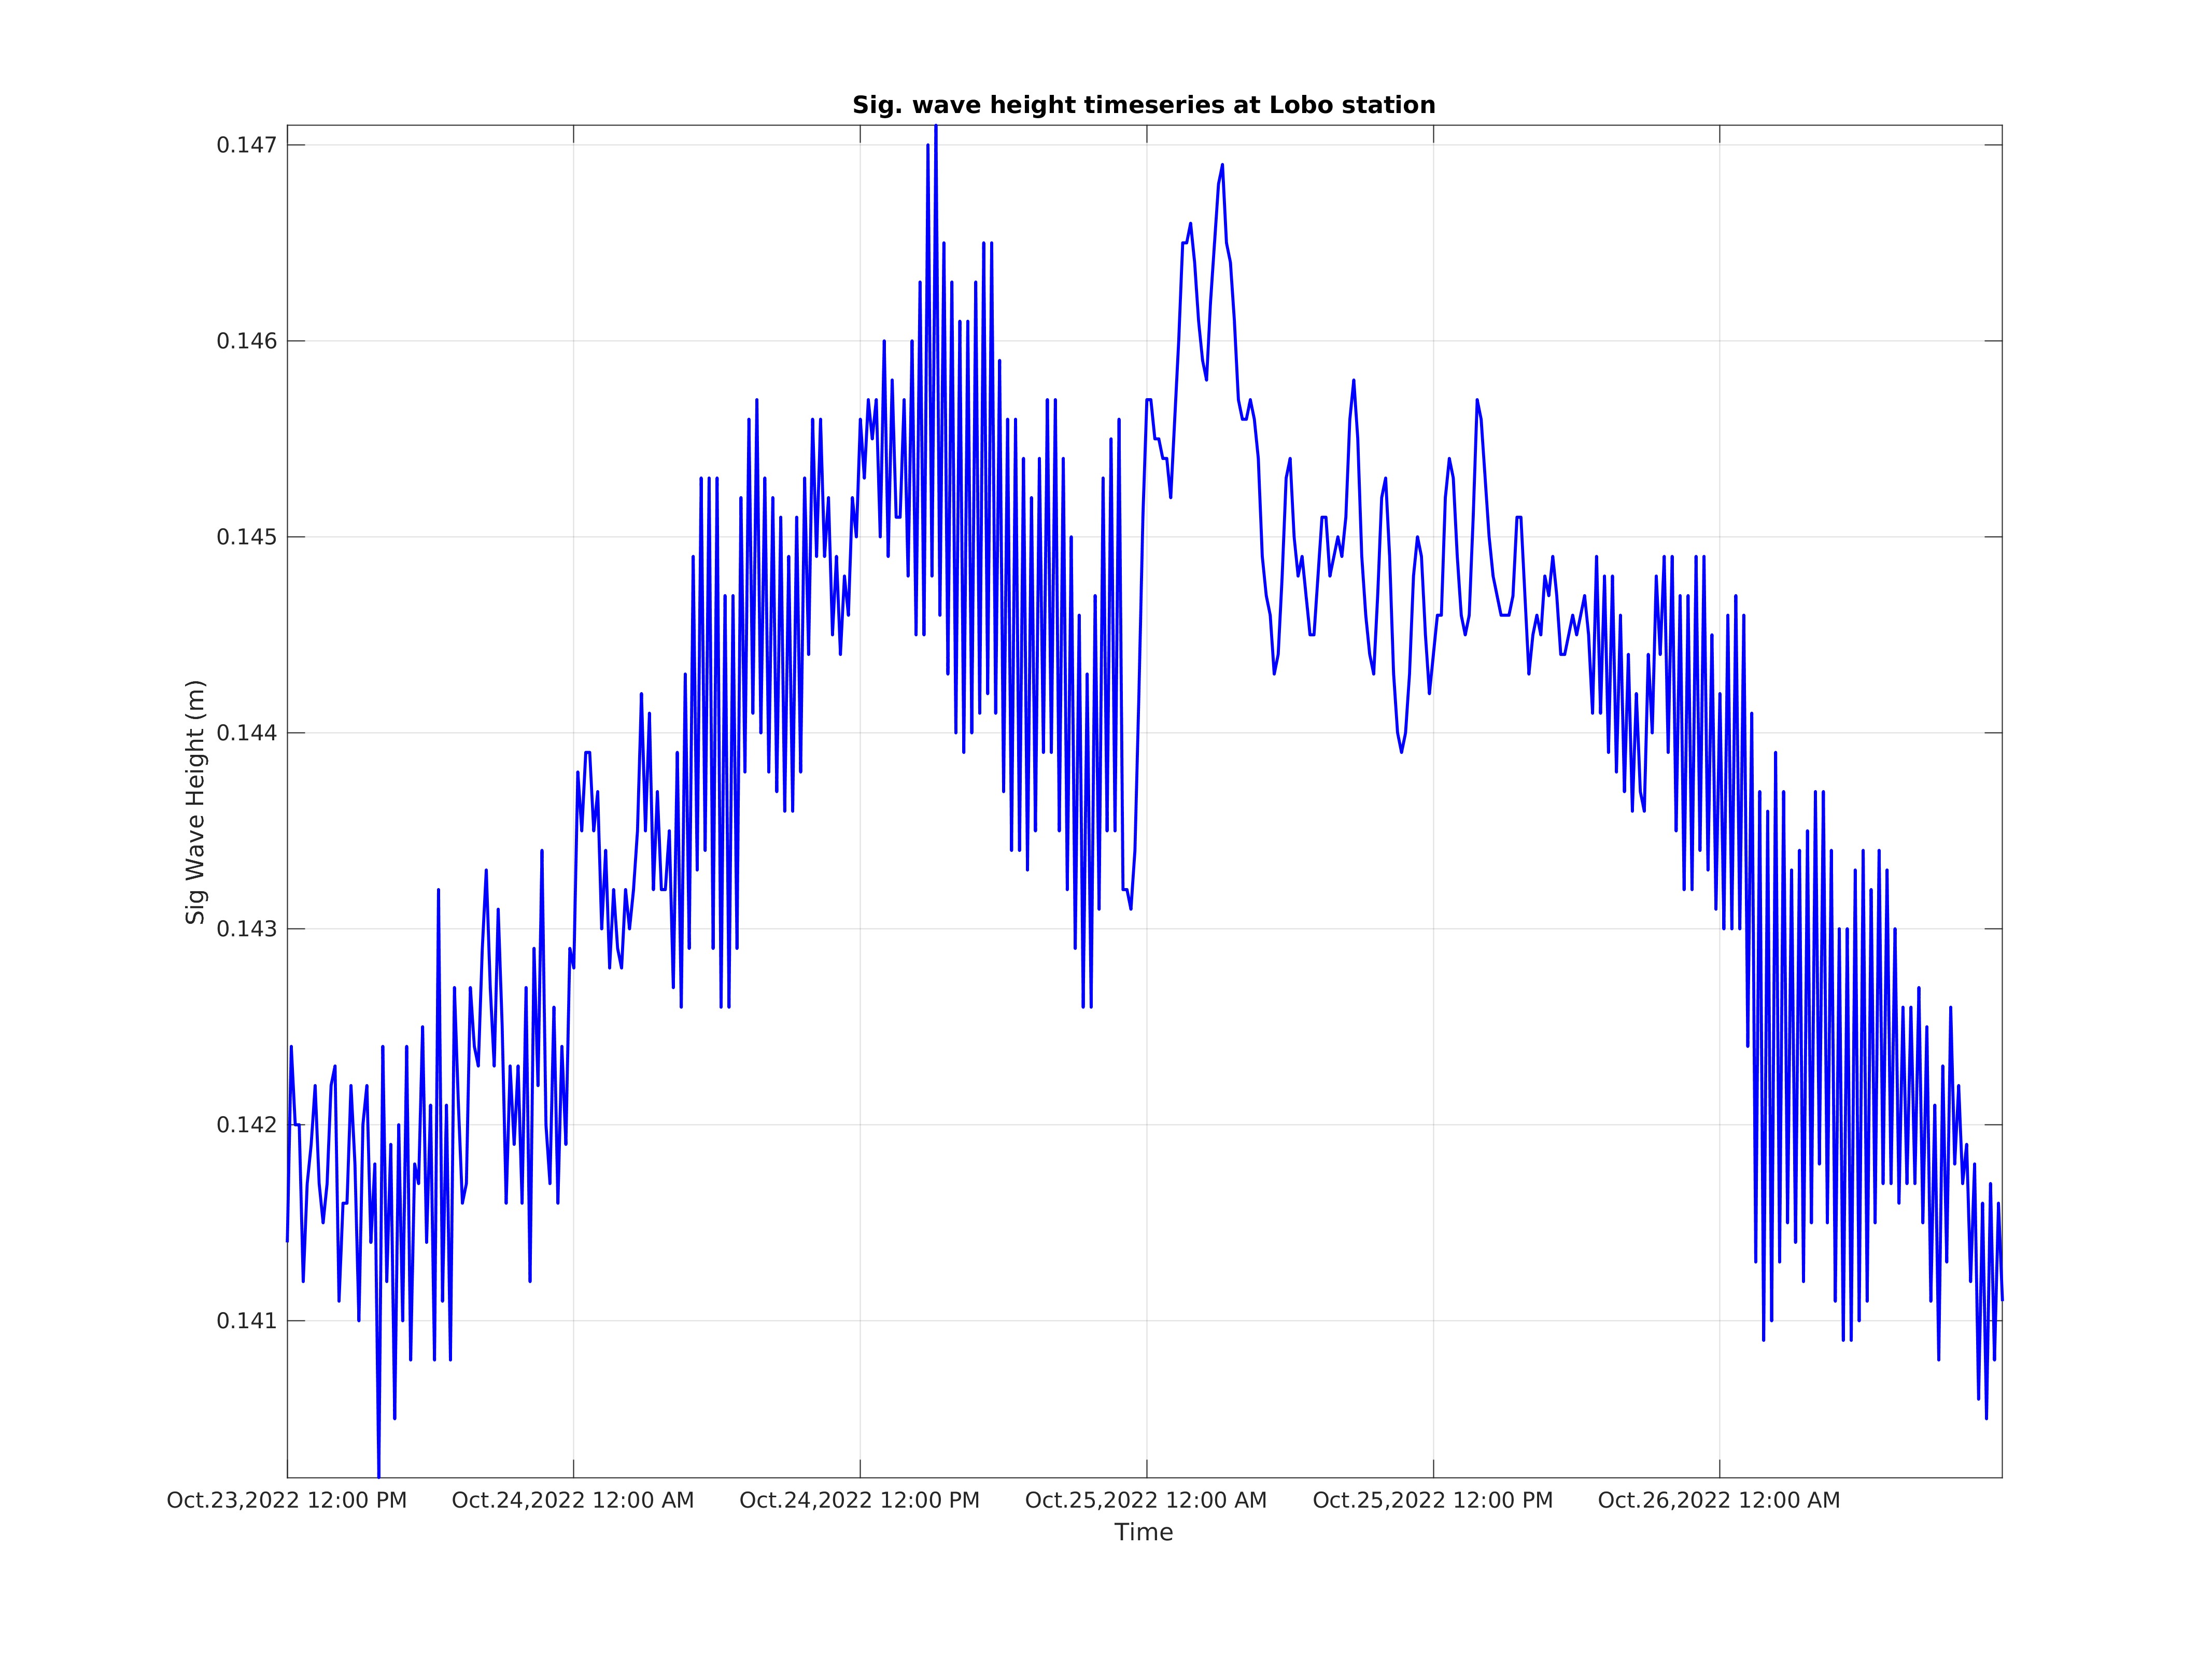 Sig. wave height timeseries at Lobo station
0.147
0.146
0.145
0.144
0.143
0.142
0.141
Sig Wave Height (m)
Oct.23,2022 12:00 PM Oct.24,2022 12:00 AM Oct.24,2022 12:00 PM Oct.25,2022 12:00 AM Oct.25,2022 12:00 PM Oct.26,2022 12:00 AM
Time